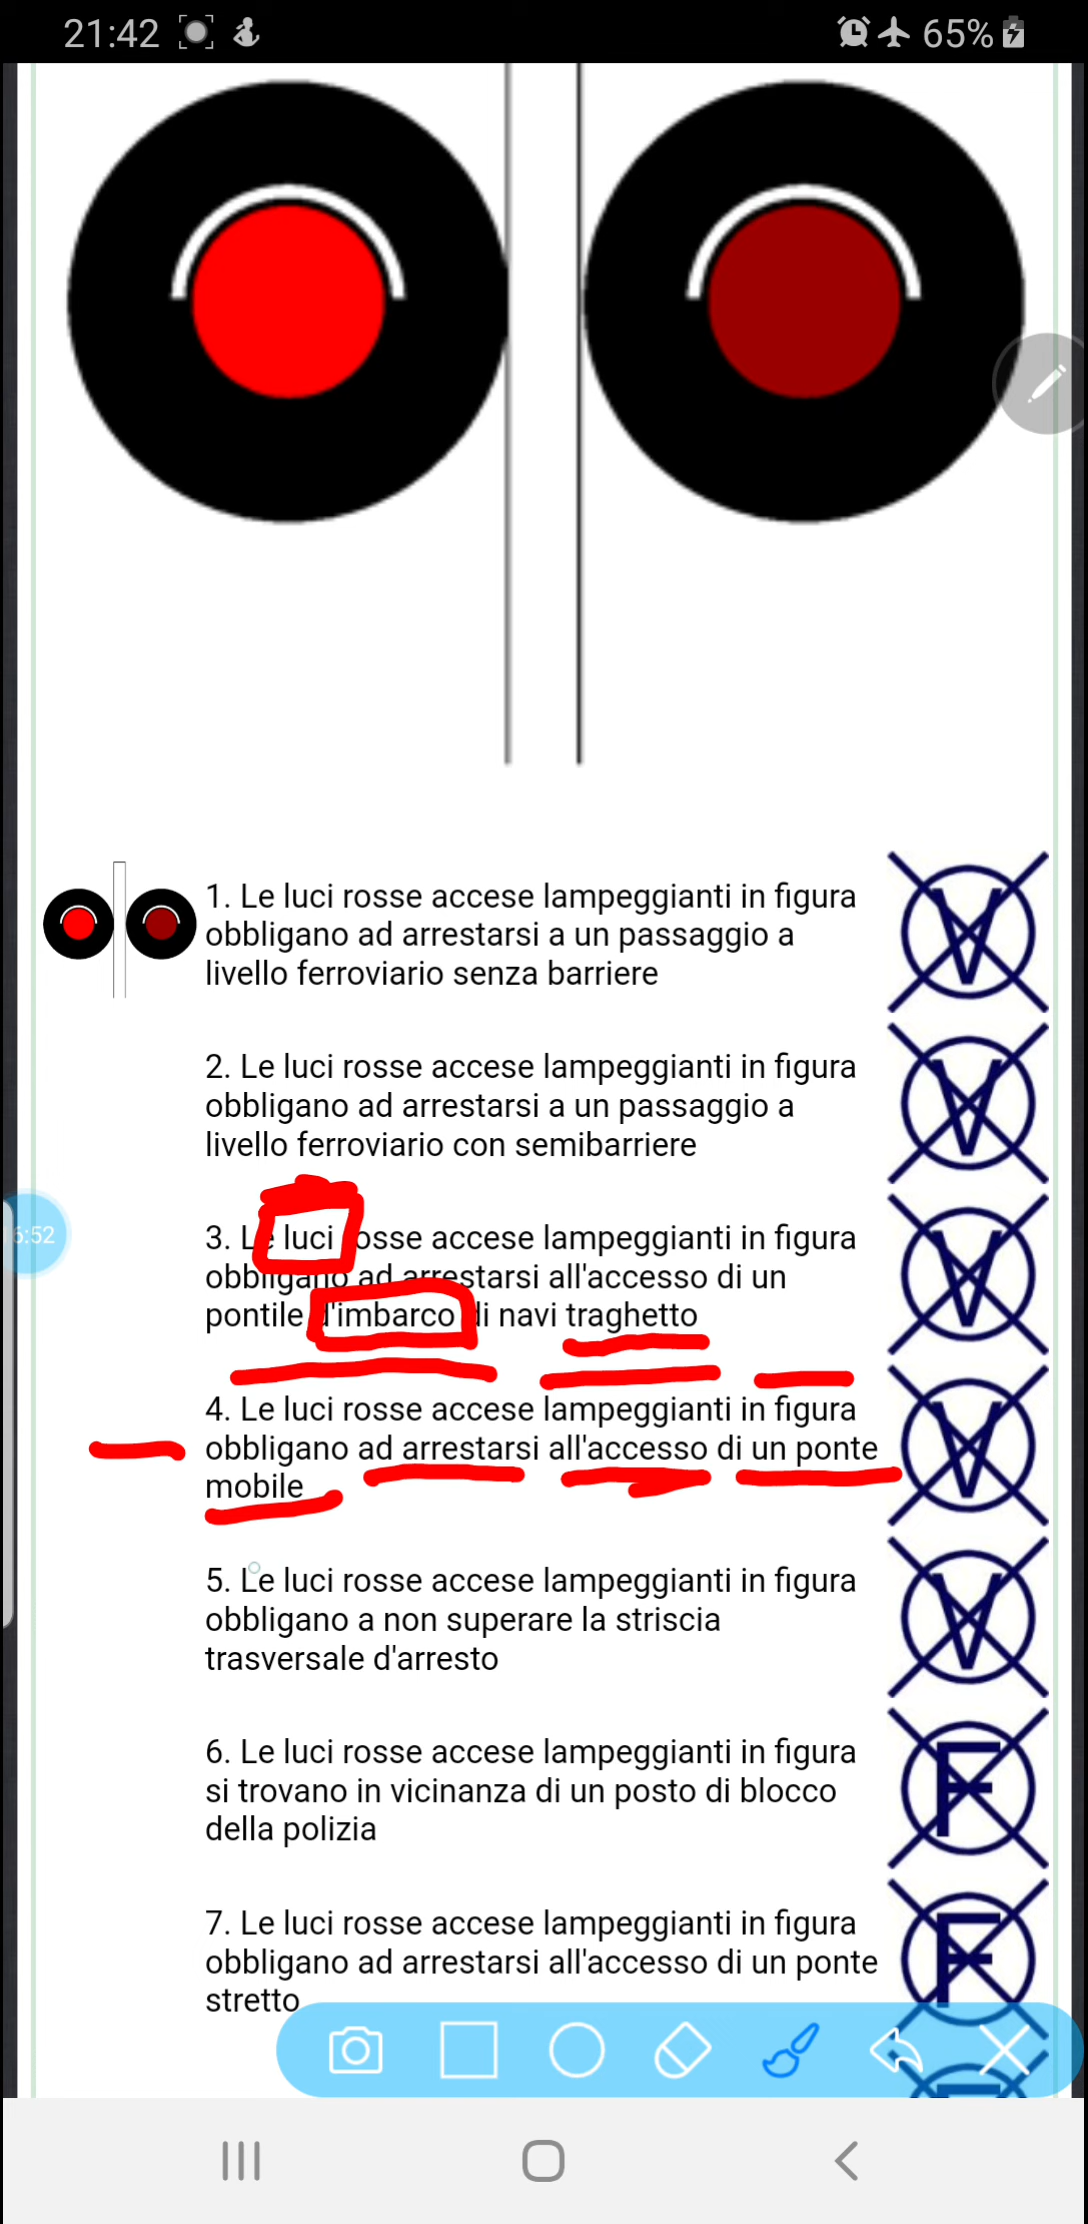 21:42
65%
1. Le luci rosse accese lampeggianti in figura
obbligano ad arrestarsi a un passaggio a
livello ferroviario senza barriere
V
2. Le luci rosse accese lampeggianti in figura
obbligano ad arrestarsi a un passaggio a
livello ferroviario con semibarriere
V
6:52
3. Le luci rosse accese lampeggianti in figura
obbligano ad arrestarsi all'accesso di un
pontile d'imbarco di navi traghetto
V
4. Le luci rosse accese lampeggianti in figura
obbligano ad arrestarsi all'accesso di un ponte
mobile
V
5. Le luci rosse accese lampeggianti in figura
obbligano a non superare la striscia
trasversale d'arresto
V
6. Le luci rosse accese lampeggianti in figura
si trovano in vicinanza di un posto di blocco
della polizia
F
7. Le luci rosse accese lampeggianti in figura
obbligano ad arrestarsi all'accesso di un ponte
stretto
F